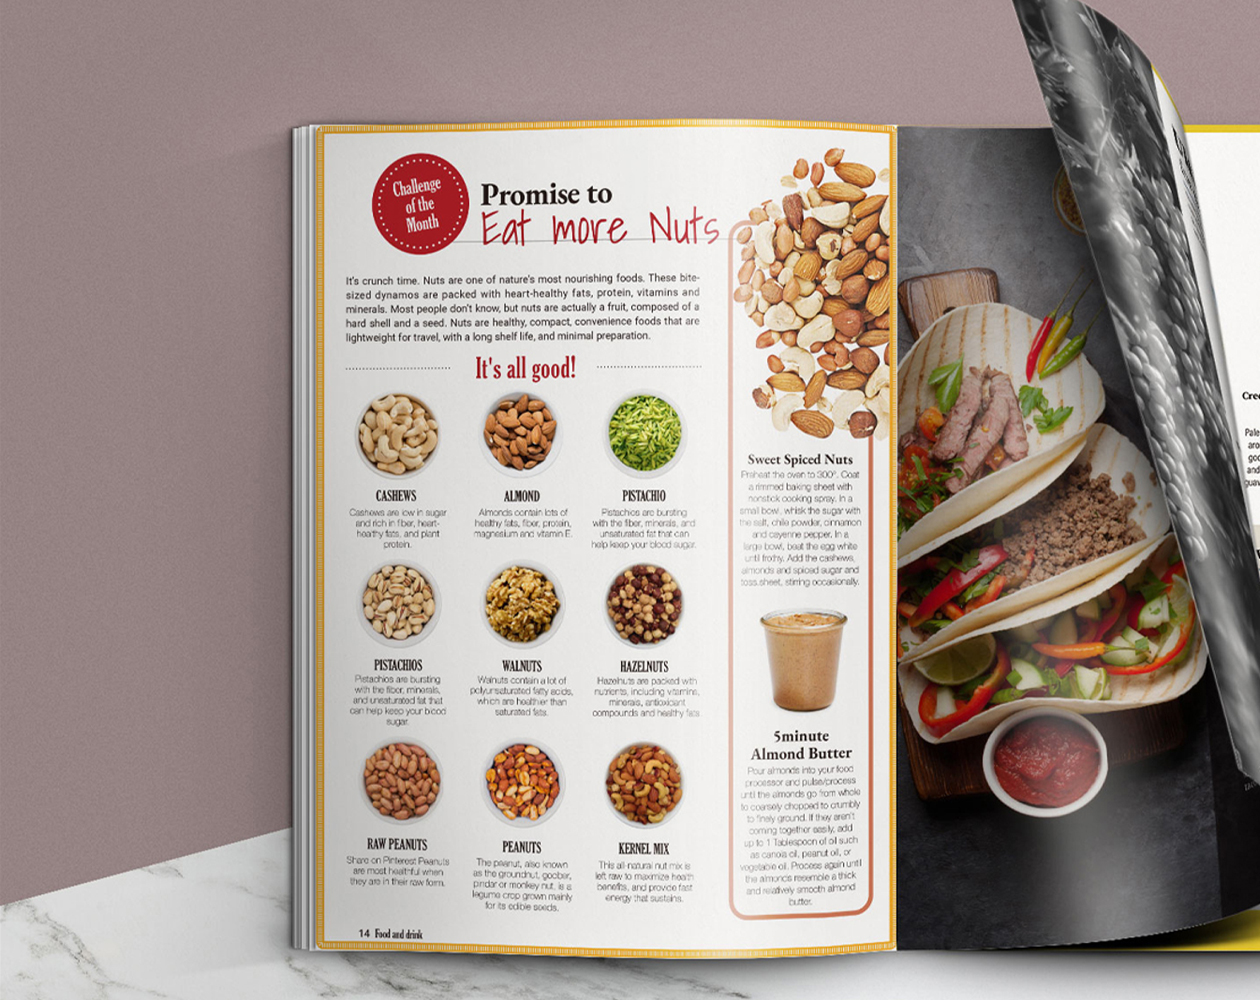 Challenge
of the
Month
Promise to
Eat more Nuts
It's crunch time. Nuts are one of nature's most nourishing foods. These bite-
sized dynamos are packed with heart-healthy fats, protein, vitamins and
minerals. Most people don't know, but nuts are actually a fruit, composed of a
hard shell and a seed. Nuts are healthy, compact, convenience foods that are
lightweight for travel, with a long shelf life, and minimal preparation.
It's all good!
CASHEWS
Cashews are low in sugar
and rich in fiber, heart-
healthy fats, and plant
protein.
ALMOND
Almonds contain lots of
healthy fats, fiber, protein,
magnesium and vitamin E.
PISTACHIO
Pistachios are bursting
with the fiber, minerals, and
unsaturated fat that can
help keep your blood sugar.
PISTACHIOS
Pistachios are bursting
with the fiber, minerals,
and unsaturated fat that
can help keep your blood
sugar.
WALNUTS
Walnuts contain a lot of
polyunsaturated fatty acids,
which are healthier than
saturated fats.
HAZELNUTS
Hazelnuts are packed with
nutrients, including vitamins,
minerals, antioxidant
compounds and healthy fats.
RAW PEANUTS
Share on Pinterest Peanuts
are most healthful when
they are in their raw form.
PEANUTS
The peanut, also known
as the groundnut, goober,
pindar or monkey nut, is a
legume crop grown mainly
for its edible seeds.
KERNEL MIX
This all-natural nut mix is
left raw to maximize health
benefits, and provide fast
energy that sustains.
Sweet Spiced Nuts
Preheat the oven to 300°. Coat
a rimmed baking sheet with
nonstick cooking spray. In a
small bowl, whisk the sugar with
the salt, chile powder, cinnamon
and cayenne pepper. In a
large bowl, beat the egg white
until frothy. Add the cashews,
almonds and spiced sugar and
toss.sheet, stirring occasionally.
5minute
Almond Butter
Pour almonds into your food
processor and pulse/process
until the almonds go from whole
to coarsely chopped to crumbly
to finely ground. If they aren't
coming together easily, add
up to 1 Tablespoon of oil such
as canola oil, peanut oil, or
vegetable oil. Process again until
the almonds resemble a thick
and relatively smooth almond
butter.
14 Food and drink